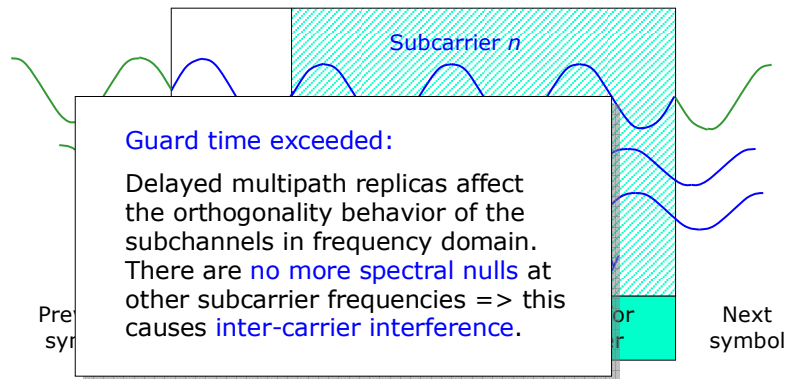 Subcarrier n
Guard time exceeded:
Delayed multipath replicas affect
the orthogonality behavior of the
subchannels in frequency domain.
There are no more spectral nulls at
other subcarrier frequencies => this
causes inter-carrier interference.
Next
symbol